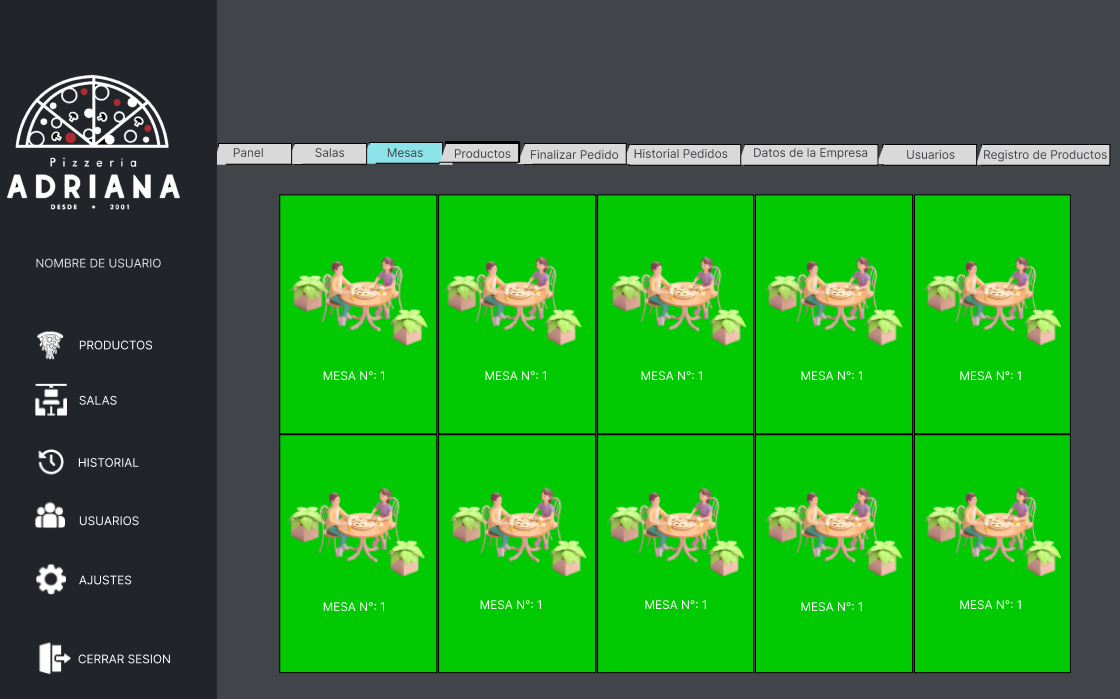 Pizzería
ADRIANA
DESDE • 2001
NOMBRE DE USUARIO
PRODUCTOS
SALAS
HISTORIAL
USUARIOS
AJUSTES
CERRAR SESION
Panel
Salas
Mesas
Productos
Finalizar Pedido
Historial Pedidos
Datos de la Empresa
Usuarios
Registro de Productos
MESA N°: 1
MESA N°: 1
MESA N°: 1
MESA N°: 1
MESA N°: 1
MESA N°: 1
MESA N°: 1
MESA N°: 1
MESA N°: 1
MESA N°: 1